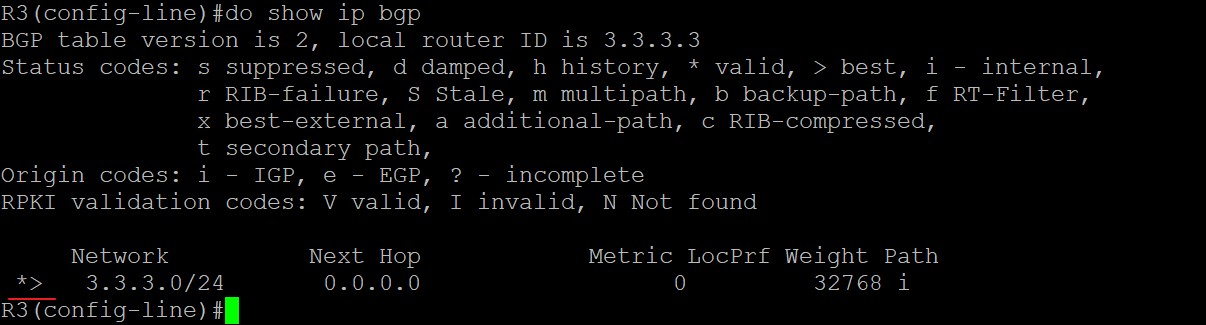 R3(config-line)#do show ip bgp
BGP table version is 2, local router ID is 3.3.3.3
Status codes: s suppressed, d damped, h history, * valid, > best, i - internal,
              r RIB-failure, S Stale, m multipath, b backup-path, f RT-Filter,
              x best-external, a additional-path, c RIB-compressed,
              t secondary path,
Origin codes: i - IGP, e - EGP, ? - incomplete
RPKI validation codes: V valid, I invalid, N Not found
     Network          Next Hop            Metric LocPrf Weight Path
 *>   3.3.3.0/24       0.0.0.0                  0         32768 i
R3(config-line)#